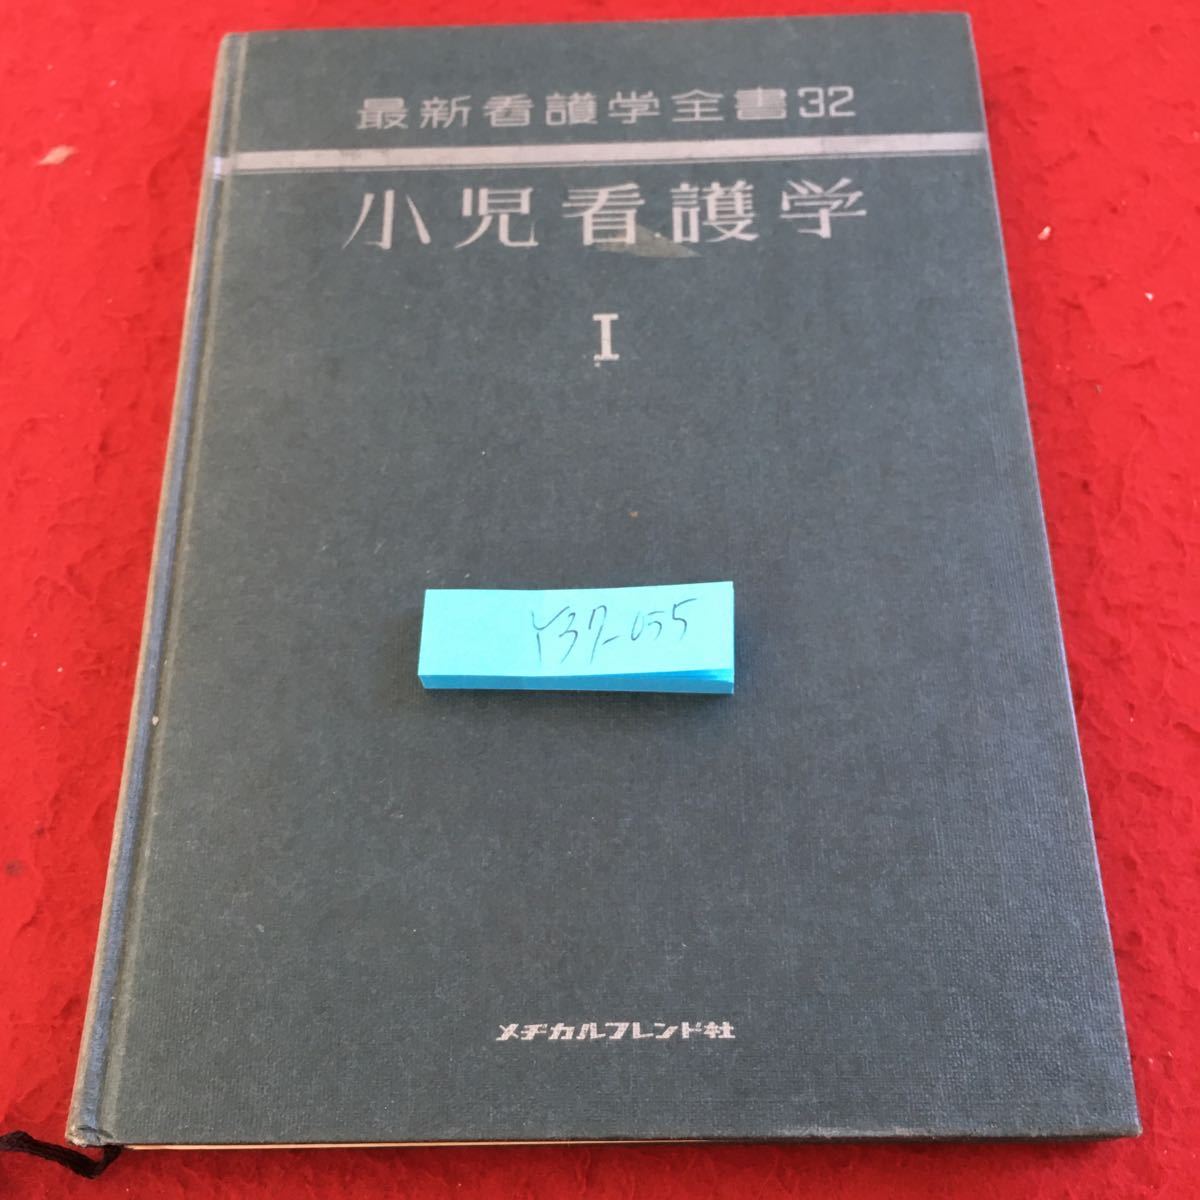 最新看護学全書32
小児看護学
I
Y37-055
メヂカルフレンド社